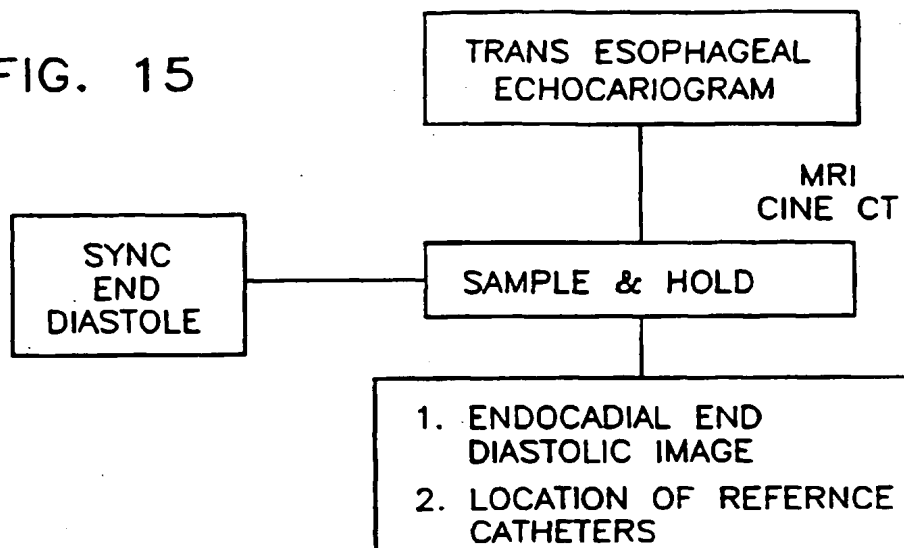 FIG. 15
TRANS ESOPHAGEAL
ECHOCARIOGRAM
MRI
CINE CT
SYNC
END
DIASTOLE
SAMPLE & HOLD
1. ENDOCADIAL END
DIASTOLIC IMAGE
2. LOCATION OF REFERNCE
CATHETERS